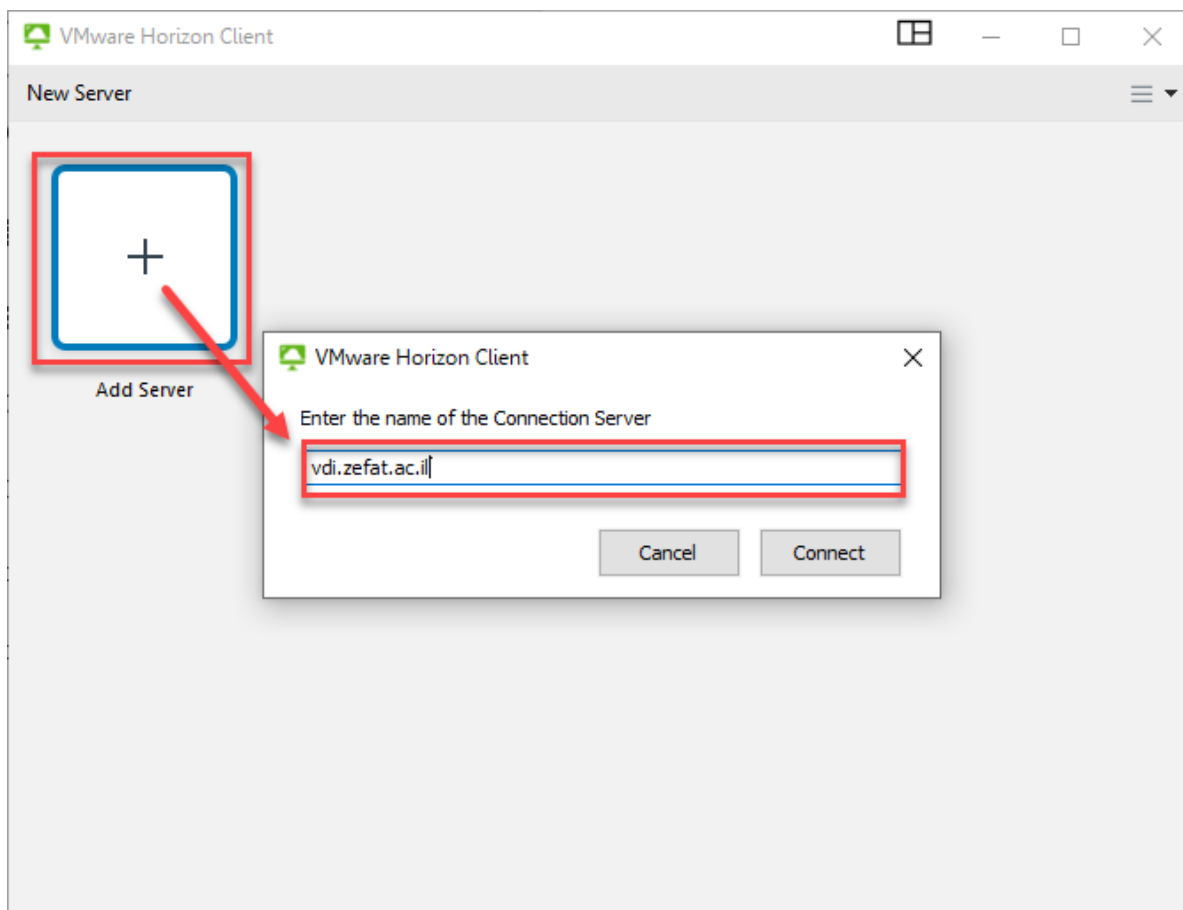 VMware Horizon Client
New Server
Add Server
VMware Horizon Client
Enter the name of the Connection Server
vdi.zefat.ac.il
Cancel
Connect